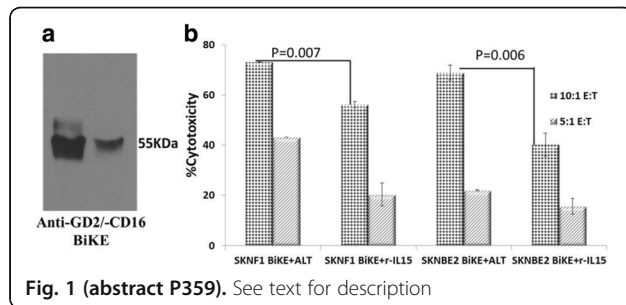 a
55KDa
Anti-GD2/-CD16
BiKE
b
P=0.007
P=0.006
80
60
40
20
0
%Cytotoxicity
10:1 E:T
5:1 E:T
SKNF1 BiKE+ALT
SKNF1 BiKE+r-IL15
SKNBE2 BiKE+ALT
SKNBE2 BiKE+r-IL15
Fig. 1 (abstract P359). See text for description